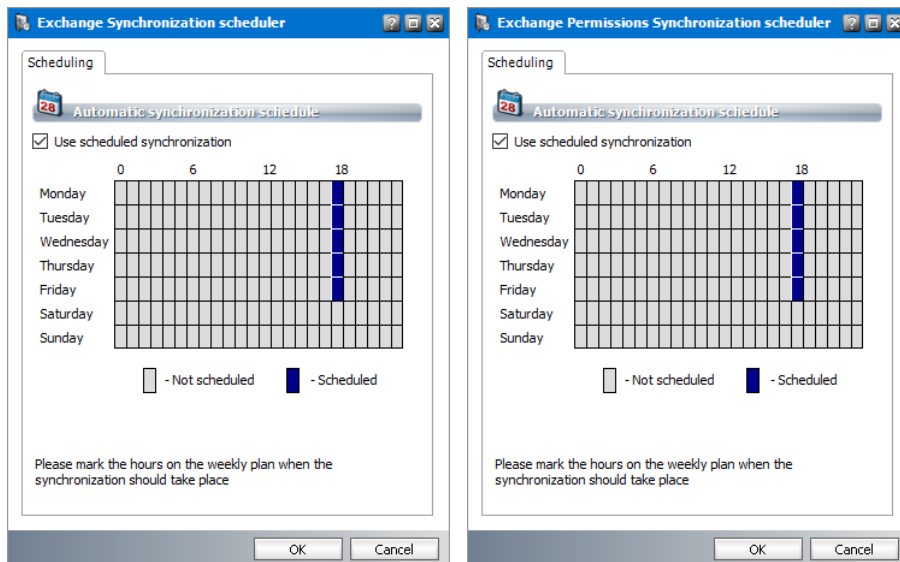 Exchange Synchronization scheduler
Scheduling
28
Automatic synchronization schedule
Use scheduled synchronization
0 6 12 18
Monday
Tuesday
Wednesday
Thursday
Friday
Saturday
Sunday
- Not scheduled - Scheduled
Please mark the hours on the weekly plan when the
synchronization should take place
OK Cancel
Exchange Permissions Synchronization scheduler
Scheduling
28
Automatic synchronization schedule
Use scheduled synchronization
0 6 12 18
Monday
Tuesday
Wednesday
Thursday
Friday
Saturday
Sunday
- Not scheduled - Scheduled
Please mark the hours on the weekly plan when the
synchronization should take place
OK Cancel